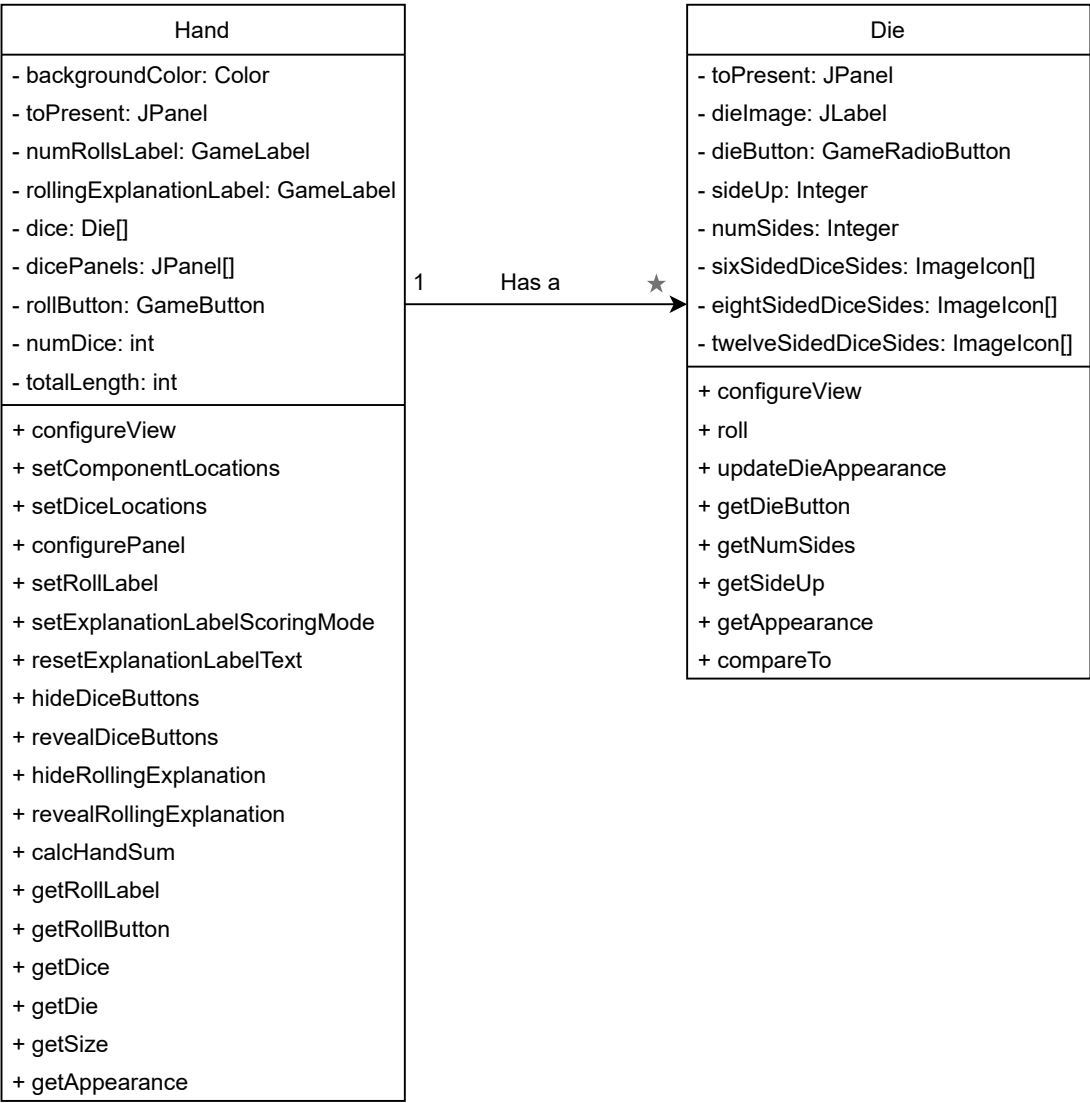 Hand
- backgroundColor: Color
- toPresent: JPanel
- numRollsLabel: GameLabel
- rollingExplanationLabel: GameLabel
- dice: Die[]
- dicePanels: JPanel[]
- rollButton: GameButton
- numDice: int
- totalLength: int
+ configureView
+ setComponentLocations
+ setDiceLocations
+ configurePanel
+ setRollLabel
+ setExplanationLabelScoringMode
+ resetExplanationLabelText
+ hideDiceButtons
+ revealDiceButtons
+ hideRollingExplanation
+ revealRollingExplanation
+ calcHandSum
+ getRollLabel
+ getRollButton
+ getDice
+ getDie
+ getSize
+ getAppearance
1 Has a ★
Die
- toPresent: JPanel
- dieImage: JLabel
- dieButton: GameRadioButton
- sideUp: Integer
- numSides: Integer
- sixSidedDiceSides: ImageIcon[]
- eightSidedDiceSides: ImageIcon[]
- twelveSidedDiceSides: ImageIcon[]
+ configureView
+ roll
+ updateDieAppearance
+ getDieButton
+ getNumSides
+ getSideUp
+ getAppearance
+ compareTo